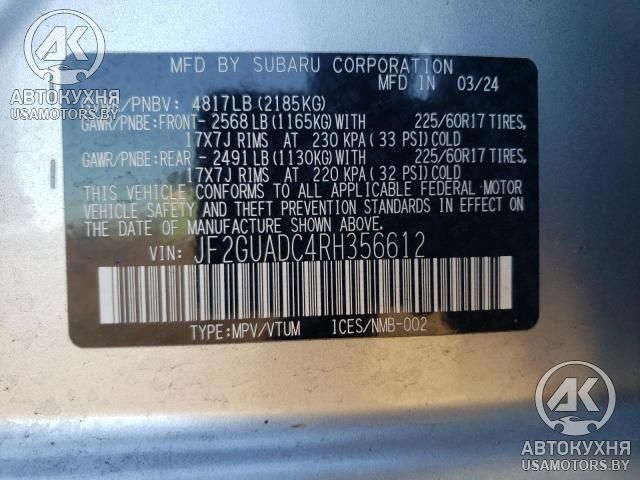 MFD BY SUBARU CORPORATION
MFD IN 03/24
/PNBV: 4817LB (2185KG)
GAWR/PNBE:FRONT- 2568LB (1165KG)WITH 225/60R17 TIRES,
17X7J RIMS AT 230 KPA (33 PSI)COLD
GAWR/PNBE:REAR - 2491LB (1130KG)WITH 225/60R17 TIRES,
17X7J RIMS AT 220 KPA (32 PSI)COLD
THIS VEHICLE CONFORMS TO ALL APPLICABLE FEDERAL MOTOR
VEHICLE SAFETY AND THEFT PREVENTION STANDARDS IN EFFECT ON
THE DATE OF MANUFACTURE SHOWN ABOVE.
VIN: JF2GUADC4RH356612
TYPE:MPV/VTUM ICES/NMB-002
АК
АВТОКУХНЯ
USAMOTORS.BY
АК
АВТОКУХНЯ
USAMOTORS.BY